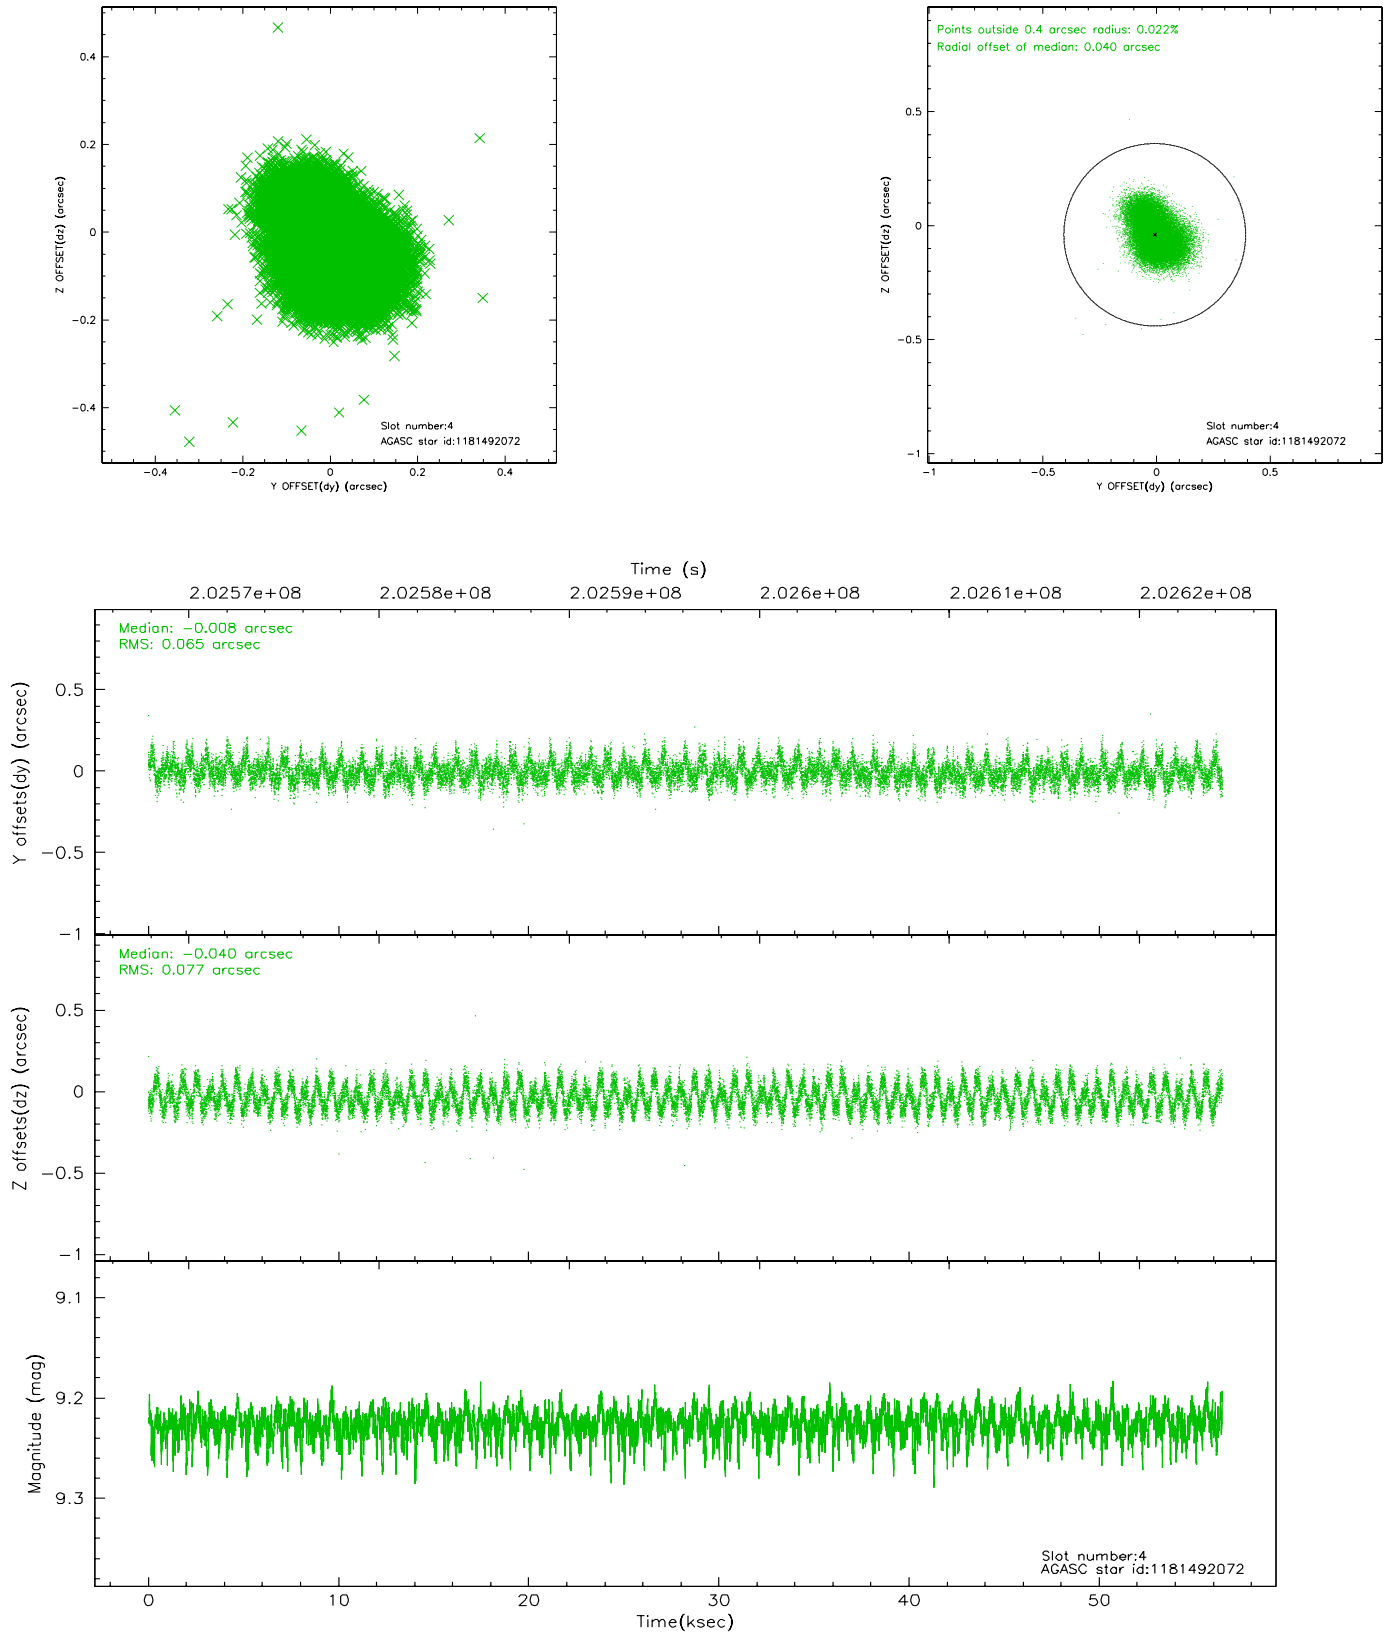 0.4
0.2
0
-0.2
-0.4
Z OFFSET(dz) (arcsec)
Slot number:4
AGASC star id:1181492072
-0.4 -0.2 0 0.2 0.4
Y OFFSET(dy) (arcsec)
Points outside 0.4 arcsec radius: 0.022%
Radial offset of median: 0.040 arcsec
0.5
0
-0.5
-1
Z OFFSET(dz) (arcsec)
Slot number:4
AGASC star id:1181492072
-1 -0.5 0 0.5
Y OFFSET(dy) (arcsec)
Time (s)
2.0257e+08 2.0258e+08 2.0259e+08 2.026e+08 2.0261e+08 2.0262e+08
Median: -0.008 arcsec
RMS: 0.065 arcsec
0.5
0
-0.5
-1
Y offsets(dy) (arcsec)
Median: -0.040 arcsec
RMS: 0.077 arcsec
0.5
0
-0.5
-1
Z offsets(dz) (arcsec)
9.1
9.2
9.3
Magnitude (mag)
Slot number:4
AGASC star id:1181492072
0 10 20 30 40 50
Time(ksec)